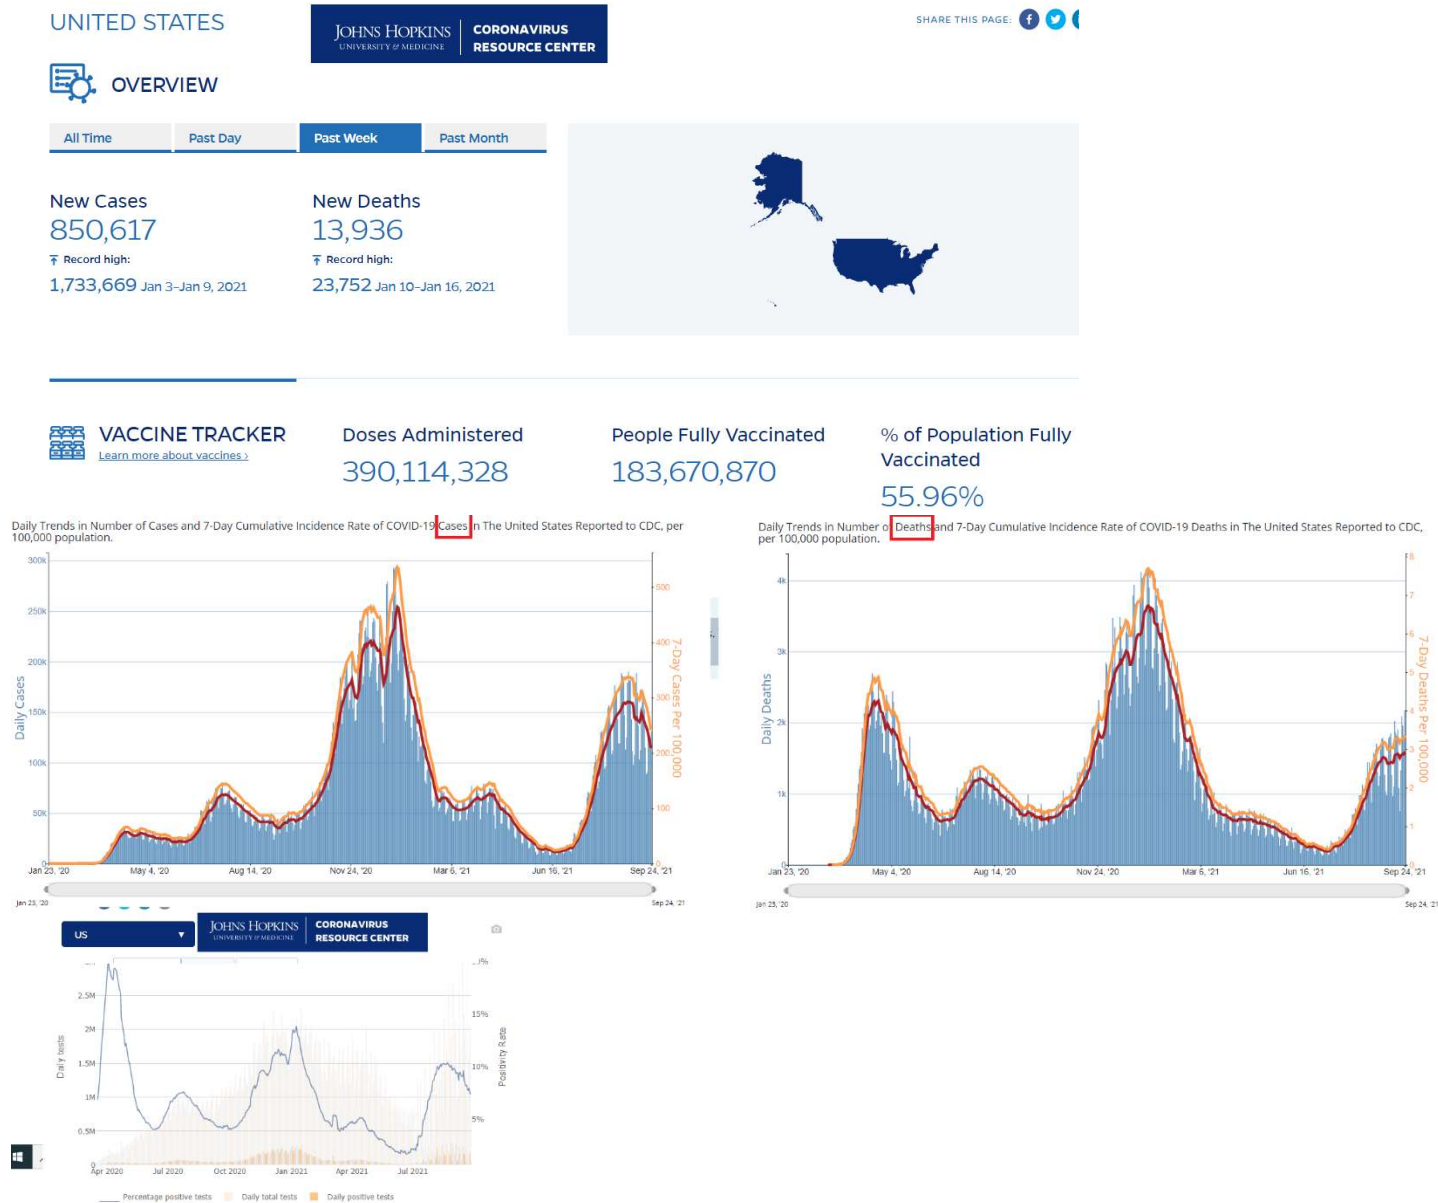 UNITED STATES
JOHNS HOPKINS
UNIVERSITY & MEDICINE
CORONAVIRUS
RESOURCE CENTER
SHARE THIS PAGE:
OVERVIEW
All Time Past Day Past Week Past Month
New Cases New Deaths
850,617 13,936
Record high: Record high:
1,733,669 Jan 3-Jan 9, 2021 23,752 Jan 10-Jan 16, 2021
VACCINE TRACKER
Learn more about vaccines ›
Doses Administered
390,114,328
People Fully Vaccinated
183,670,870
% of Population Fully
Vaccinated
55.96%
Daily Trends in Number of Cases and 7-Day Cumulative Incidence Rate of COVID-19 Cases in The United States Reported to CDC, per
100,000 population.
300k
250k
200k
150k
100k
50k
0
Daily Cases
500
400
300
200
100
0
7-Day Cases Per 100,000
Jan 23, '20 May 4, '20 Aug 14, '20 Nov 24, '20 Mar 6, '21 Jun 16, '21 Sep 24, '21
Jan 23, '20 Sep 24, '21
Daily Trends in Number of Deaths and 7-Day Cumulative Incidence Rate of COVID-19 Deaths in The United States Reported to CDC,
per 100,000 population.
4k
3k
2k
1k
0
Daily Deaths
8
7
6
5
4
3
2
1
0
7-Day Deaths Per 100,000
Jan 23, '20 May 4, '20 Aug 14, '20 Nov 24, '20 Mar 6, '21 Jun 16, '21 Sep 24, '21
Jan 23, '20 Sep 24, '21
US
JOHNS HOPKINS
UNIVERSITY & MEDICINE
CORONAVIRUS
RESOURCE CENTER
2.5M
2M
1.5M
1M
0.5M
0
Daily tests
15%
10%
5%
Positivity Rate
Apr 2020 Jul 2020 Oct 2020 Jan 2021 Apr 2021 Jul 2021
Percentage positive tests Daily total tests Daily positive tests